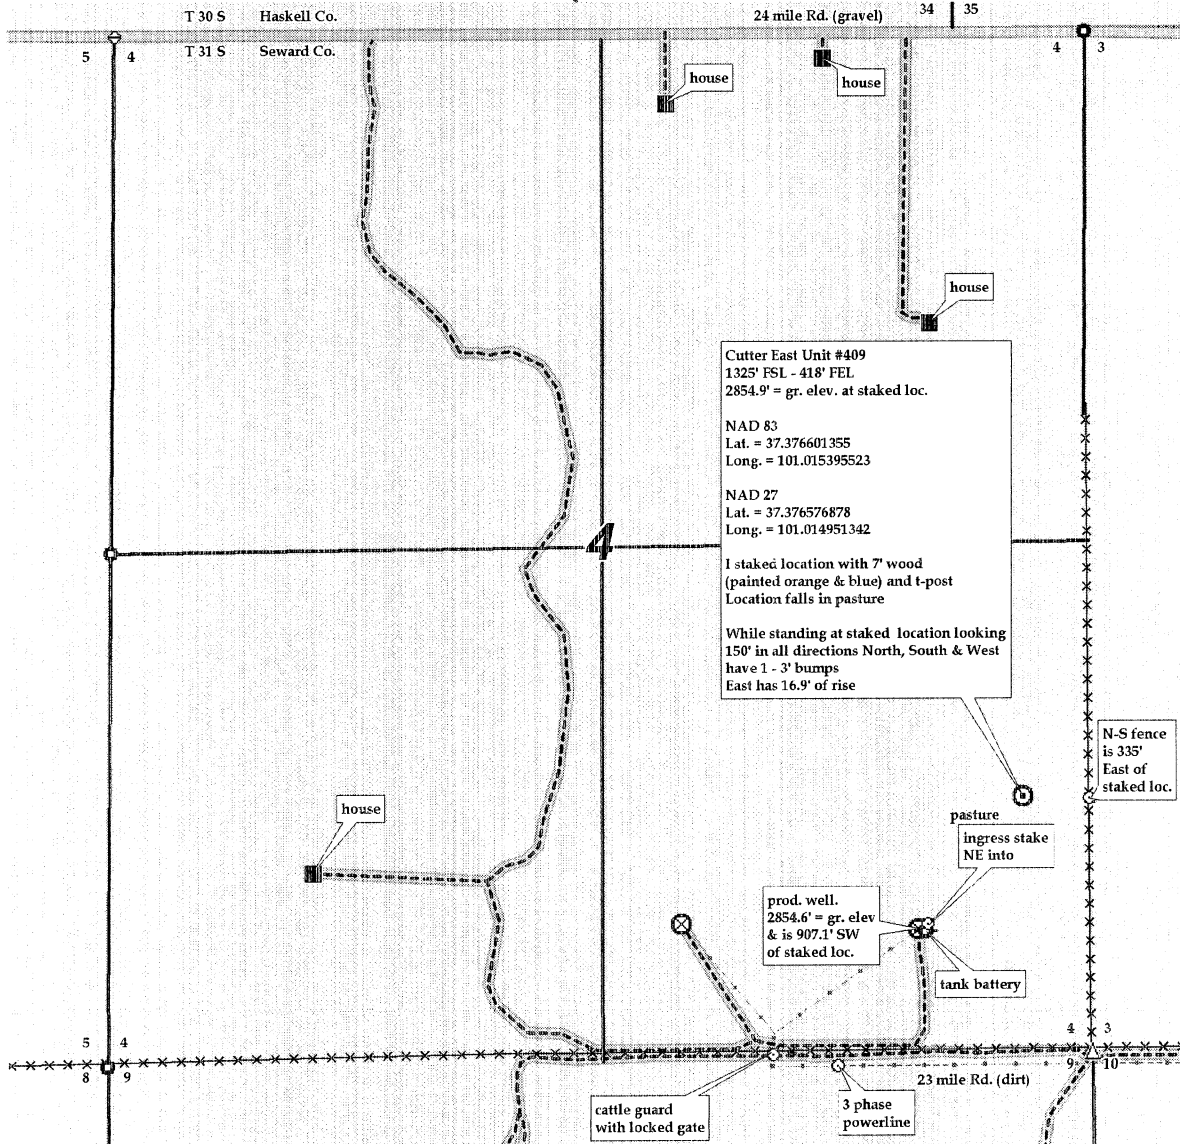 T 30 S Haskell Co.
24 mile Rd. (gravel)
34 35
5 4
T 31 S Seward Co.
4 3
house
house
house
Cutter East Unit #409
1325' FSL - 418' FEL
2854.9' = gr. elev. at staked loc.
NAD 83
Lat. = 37.376601355
Long. = 101.015395523
NAD 27
Lat. = 37.376576878
Long. = 101.014951342
4
I staked location with 7' wood
(painted orange & blue) and t-post
Location falls in pasture
While standing at staked location looking
150' in all directions North, South & West
have 1 - 3' bumps
East has 16.9' of rise
N-S fence
is 335'
East of
staked loc.
house
pasture
ingress stake
NE into
prod. well.
2854.6' = gr. elev
& is 907.1' SW
of staked loc.
tank battery
5 4
8 9
4 3
9 10
23 mile Rd. (dirt)
cattle guard
with locked gate
3 phase
powerline